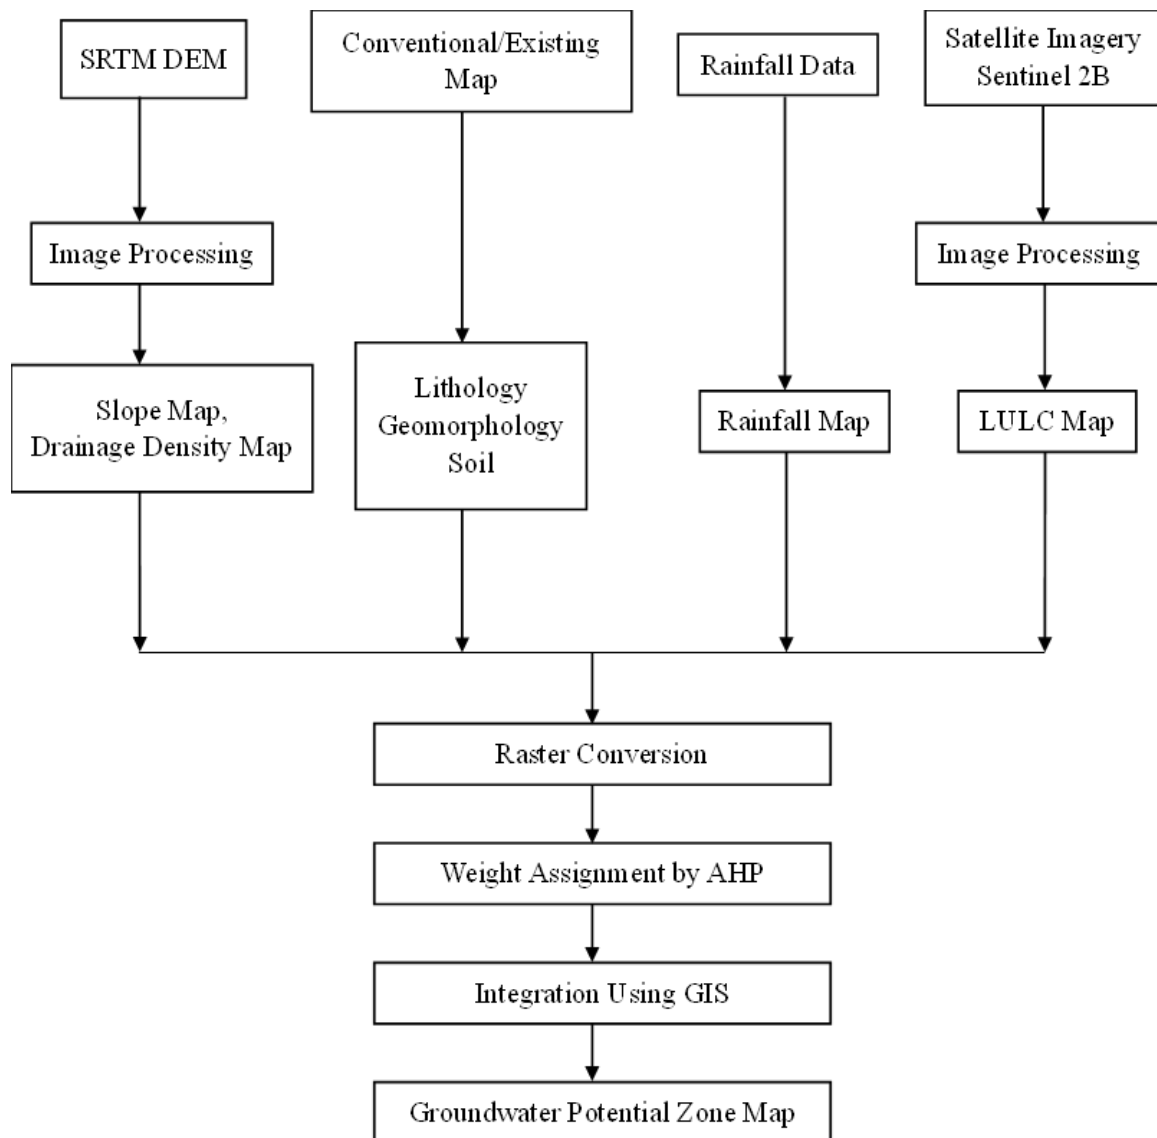 SRTM DEM
Conventional/Existing
Map
Rainfall Data
Satellite Imagery
Sentinel 2B
Image Processing
Image Processing
Slope Map,
Drainage Density Map
Lithology
Geomorphology
Soil
Rainfall Map
LULC Map
Raster Conversion
Weight Assignment by AHP
Integration Using GIS
Groundwater Potential Zone Map